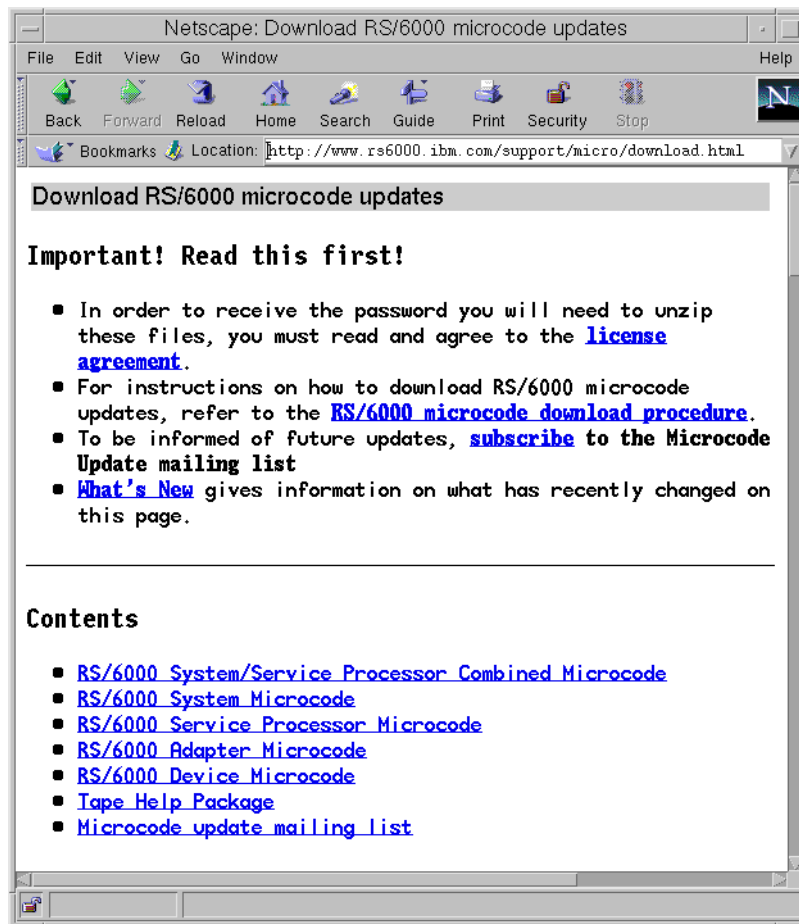 Netscape: Download RS/6000 microcode updates
File Edit View Go Window Help
Back Forward Reload Home Search Guide Print Security Stop
N
Bookmarks Location: http://www.rs6000.ibm.com/support/micro/download.html
Download RS/6000 microcode updates
Important! Read this first!
In order to receive the password you will need to unzip
these files, you must read and agree to the license
agreement.
For instructions on how to download RS/6000 microcode
updates, refer to the RS/6000 microcode download procedure.
To be informed of future updates, subscribe to the Microcode
Update mailing list
What's New gives information on what has recently changed on
this page.
Contents
RS/6000 System/Service Processor Combined Microcode
RS/6000 System Microcode
RS/6000 Service Processor Microcode
RS/6000 Adapter Microcode
RS/6000 Device Microcode
Tape Help Package
Microcode update mailing list